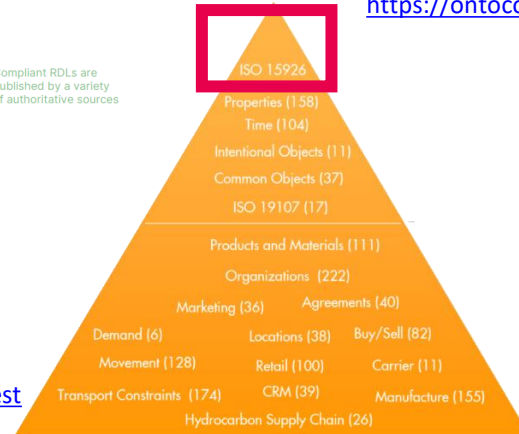 https://ontoco
ompliant RDLs are
ublished by a variety
f authoritative sources
ISO 15926
Properties (158)
Time (104)
Intentional Objects (11)
Common Objects (37)
ISO 19107 (17)
Products and Materials (111)
Organizations (222)
Marketing (36) Agreements (40)
Demand (6) Locations (38) Buy/Sell (82)
Movement (128) Retail (100) Carrier (11)
est Transport Constraints (174) CRM (39) Manufacture (155)
Hydrocarbon Supply Chain (26)